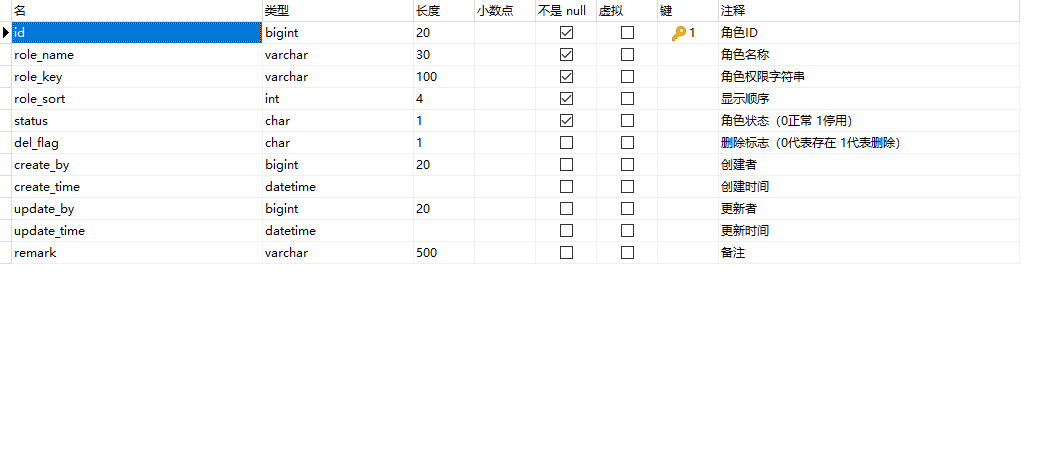 名 类型 长度 小数点 不是 null 虚拟 键 注释
id bigint 20 1 角色ID
role_name varchar 30 角色名称
role_key varchar 100 角色权限字符串
role_sort int 4 显示顺序
status char 1 角色状态（0正常 1停用）
del_flag char 1 删除标志（0代表存在 1代表删除）
create_by bigint 20 创建者
create_time datetime 创建时间
update_by bigint 20 更新者
update_time datetime 更新时间
remark varchar 500 备注